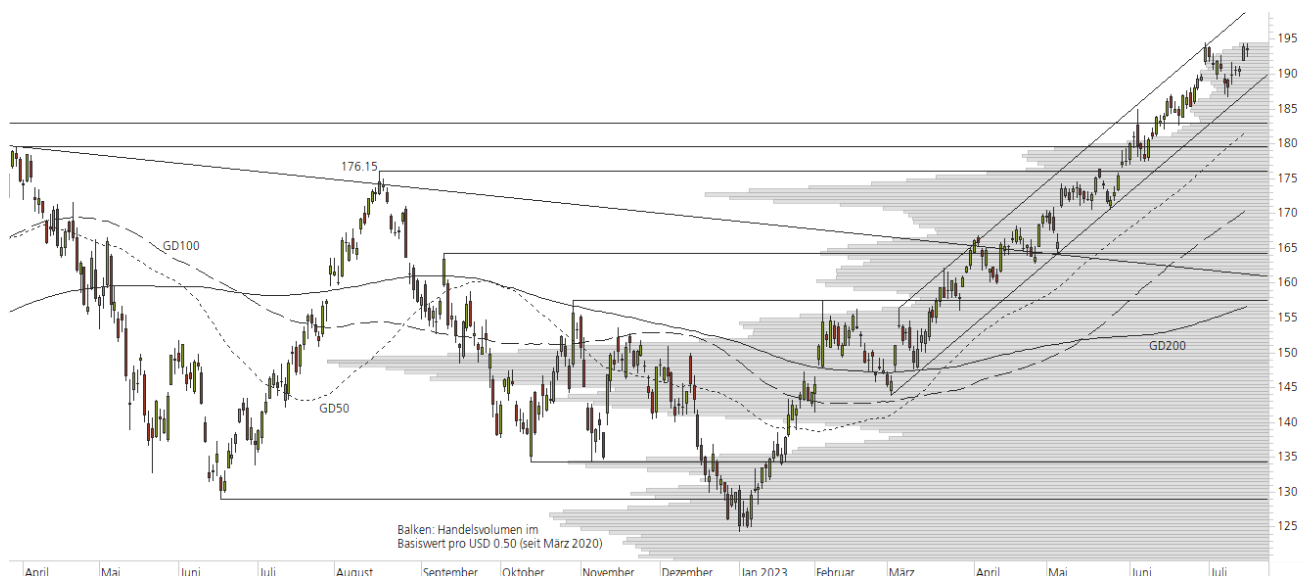 195
190
185
180
176.15
175
170
GD100
165
160
155
GD200
150
145
GD50
140
135
130
Balken: Handelsvolumen im
Basiswert pro USD 0.50 (seit März 2020)
125
April Mai Juni Juli August September Oktober November Dezember Jan 2023 Februar März April Mai Juni Juli